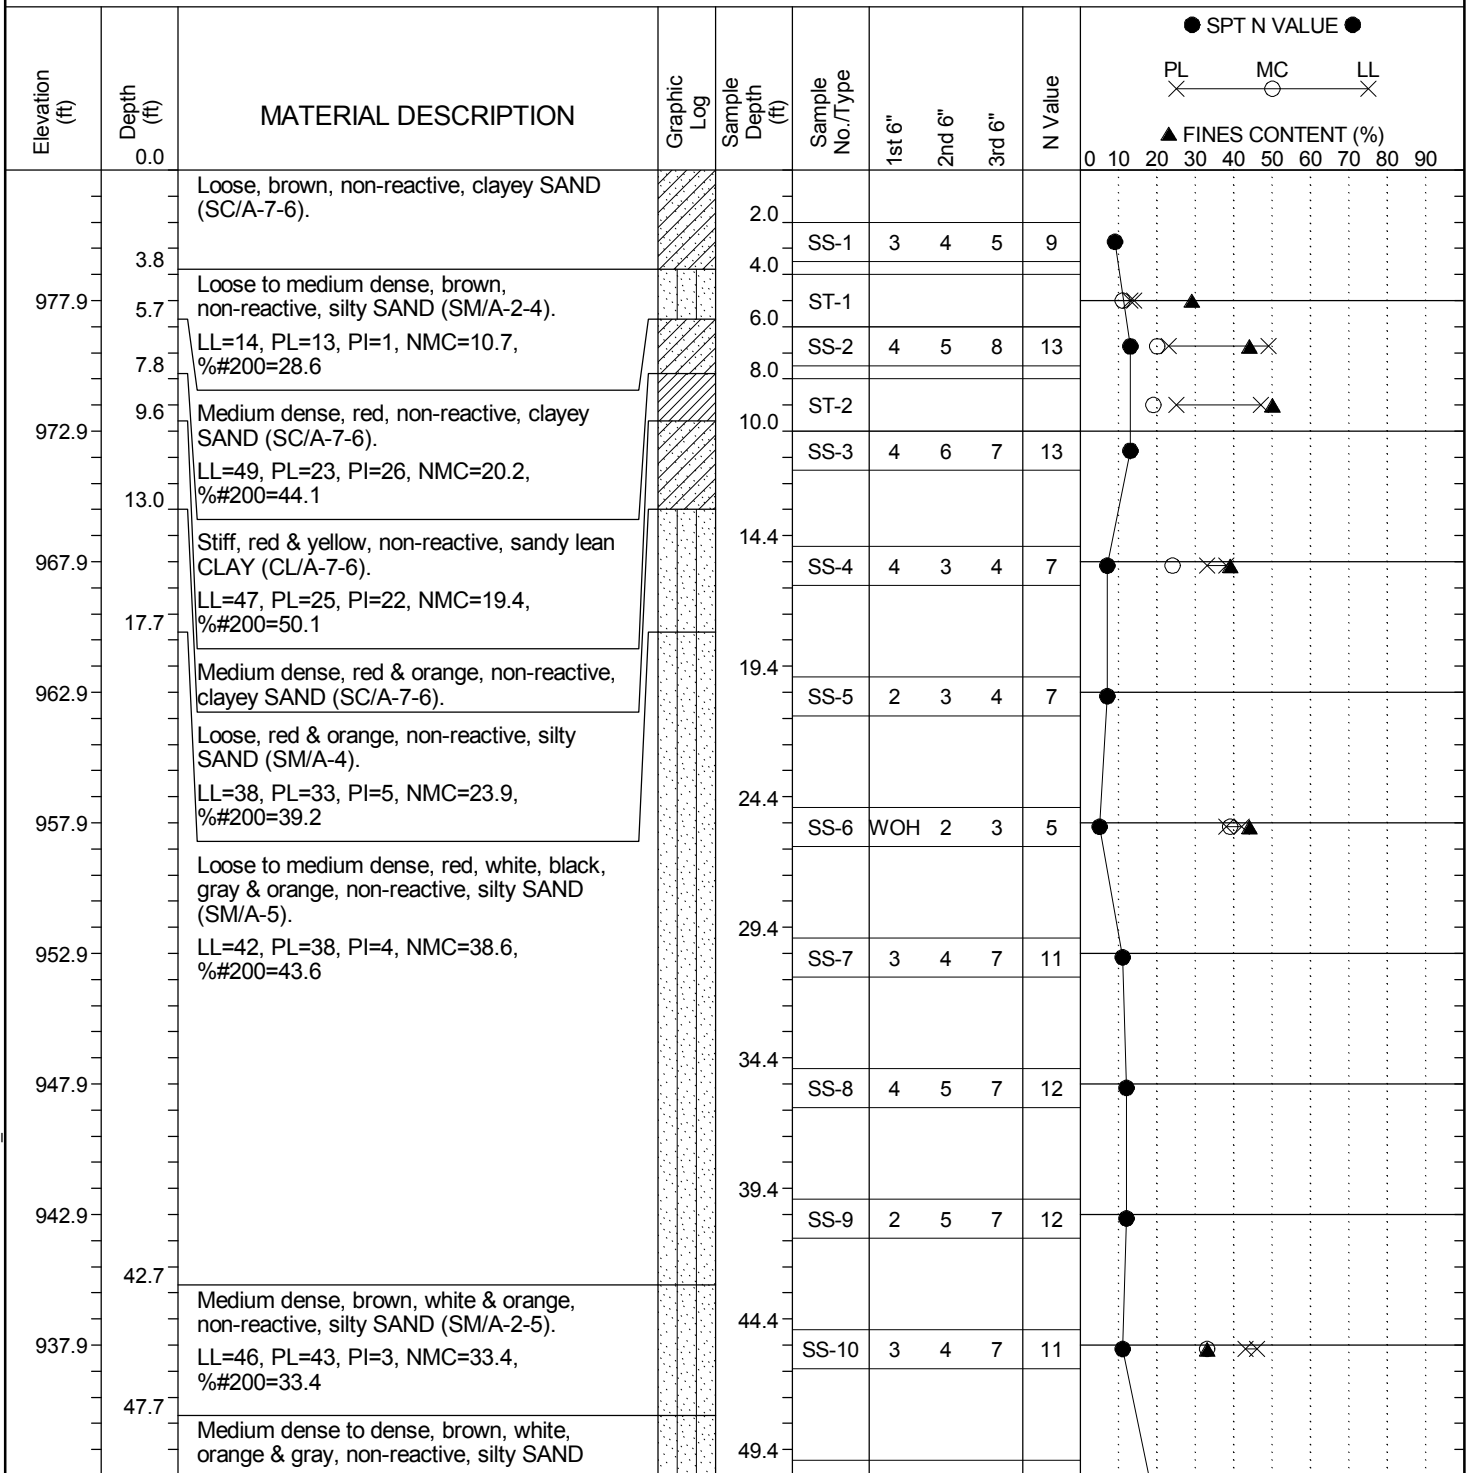 ● SPT N VALUE ●
PL MC LL
▲ FINES CONTENT (%)
0 10 20 30 40 50 60 70 80 90
Elevation (ft)
Depth (ft)
0.0
MATERIAL DESCRIPTION
Graphic Log
Sample Depth (ft)
Sample No./Type
1st 6"
2nd 6"
3rd 6"
N Value
Loose, brown, non-reactive, clayey SAND
(SC/A-7-6).
3.8
Loose to medium dense, brown,
non-reactive, silty SAND (SM/A-2-4).
LL=14, PL=13, PI=1, NMC=10.7,
%#200=28.6
5.7
Medium dense, red, non-reactive, clayey
SAND (SC/A-7-6).
LL=49, PL=23, PI=26, NMC=20.2,
%#200=44.1
7.8
Stiff, red & yellow, non-reactive, sandy lean
CLAY (CL/A-7-6).
LL=47, PL=25, PI=22, NMC=19.4,
%#200=50.1
9.6
Medium dense, red & orange, non-reactive,
clayey SAND (SC/A-7-6).
13.0
Loose, red & orange, non-reactive, silty
SAND (SM/A-4).
LL=38, PL=33, PI=5, NMC=23.9,
%#200=39.2
17.7
Loose to medium dense, red, white, black,
gray & orange, non-reactive, silty SAND
(SM/A-5).
LL=42, PL=38, PI=4, NMC=38.6,
%#200=43.6
42.7
Medium dense, brown, white & orange,
non-reactive, silty SAND (SM/A-2-5).
LL=46, PL=43, PI=3, NMC=33.4,
%#200=33.4
47.7
Medium dense to dense, brown, white,
orange & gray, non-reactive, silty SAND
977.9
972.9
967.9
962.9
957.9
952.9
947.9
942.9
937.9
2.0
SS-1 3 4 5 9
4.0
ST-1
6.0
SS-2 4 5 8 13
8.0
ST-2
10.0
SS-3 4 6 7 13
14.4
SS-4 4 3 4 7
19.4
SS-5 2 3 4 7
24.4
SS-6 WOH 2 3 5
29.4
SS-7 3 4 7 11
34.4
SS-8 4 5 7 12
39.4
SS-9 2 5 7 12
44.4
SS-10 3 4 7 11
49.4